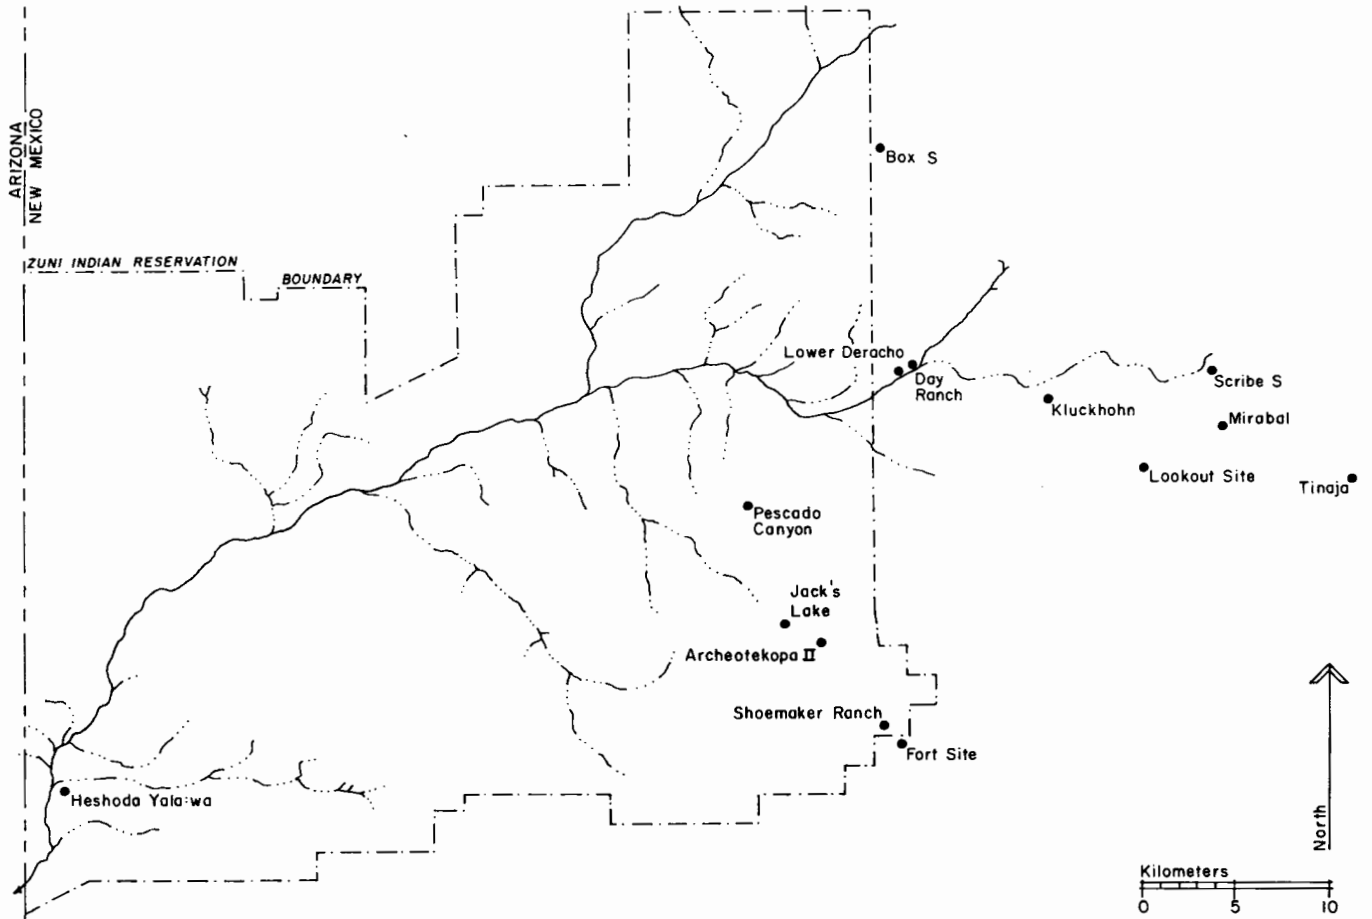 ARIZONA
NEW MEXICO
Box S
ZUNI INDIAN RESERVATION
BOUNDARY
Lower Deracho
Day
Ranch
Scribe S
Kluckhohn
Mirabal
Lookout Site
Tinaja
Pescado
Canyon
Jack's
Lake
Archeotekopa II
Shoemaker Ranch
Fort Site
Heshoda Yala:wa
North
Kilometers
0 5 10